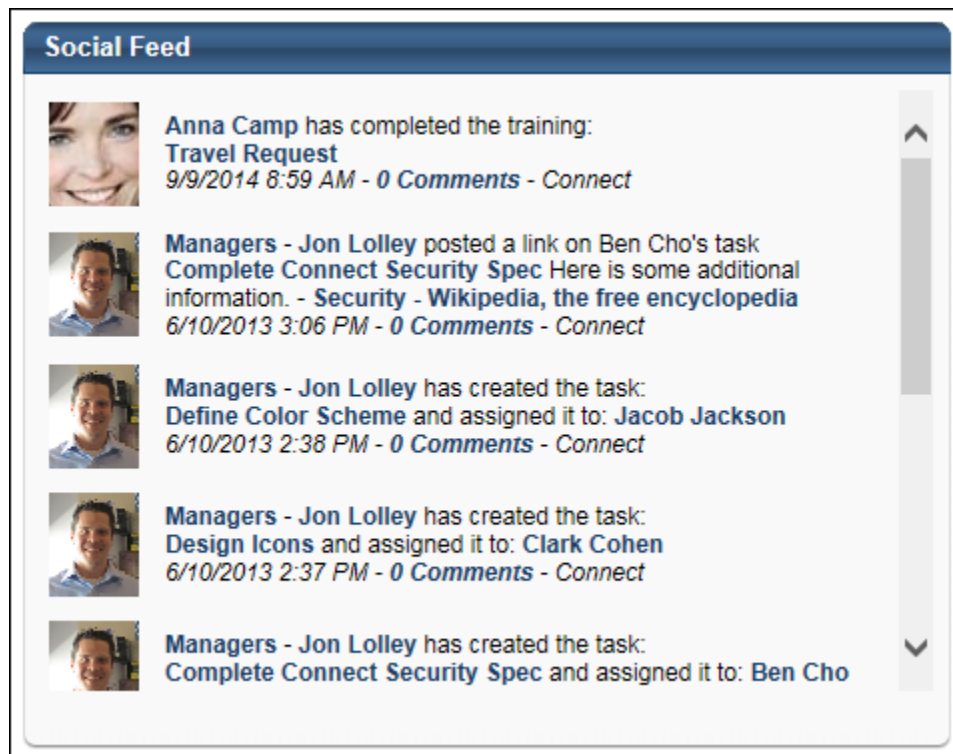 Social Feed
Anna Camp has completed the training:
Travel Request
9/9/2014 8:59 AM - 0 Comments - Connect
Managers - Jon Lolley posted a link on Ben Cho's task
Complete Connect Security Spec Here is some additional
information. - Security - Wikipedia, the free encyclopedia
6/10/2013 3:06 PM - 0 Comments - Connect
Managers - Jon Lolley has created the task:
Define Color Scheme and assigned it to: Jacob Jackson
6/10/2013 2:38 PM - 0 Comments - Connect
Managers - Jon Lolley has created the task:
Design Icons and assigned it to: Clark Cohen
6/10/2013 2:37 PM - 0 Comments - Connect
Managers - Jon Lolley has created the task:
Complete Connect Security Spec and assigned it to: Ben Cho